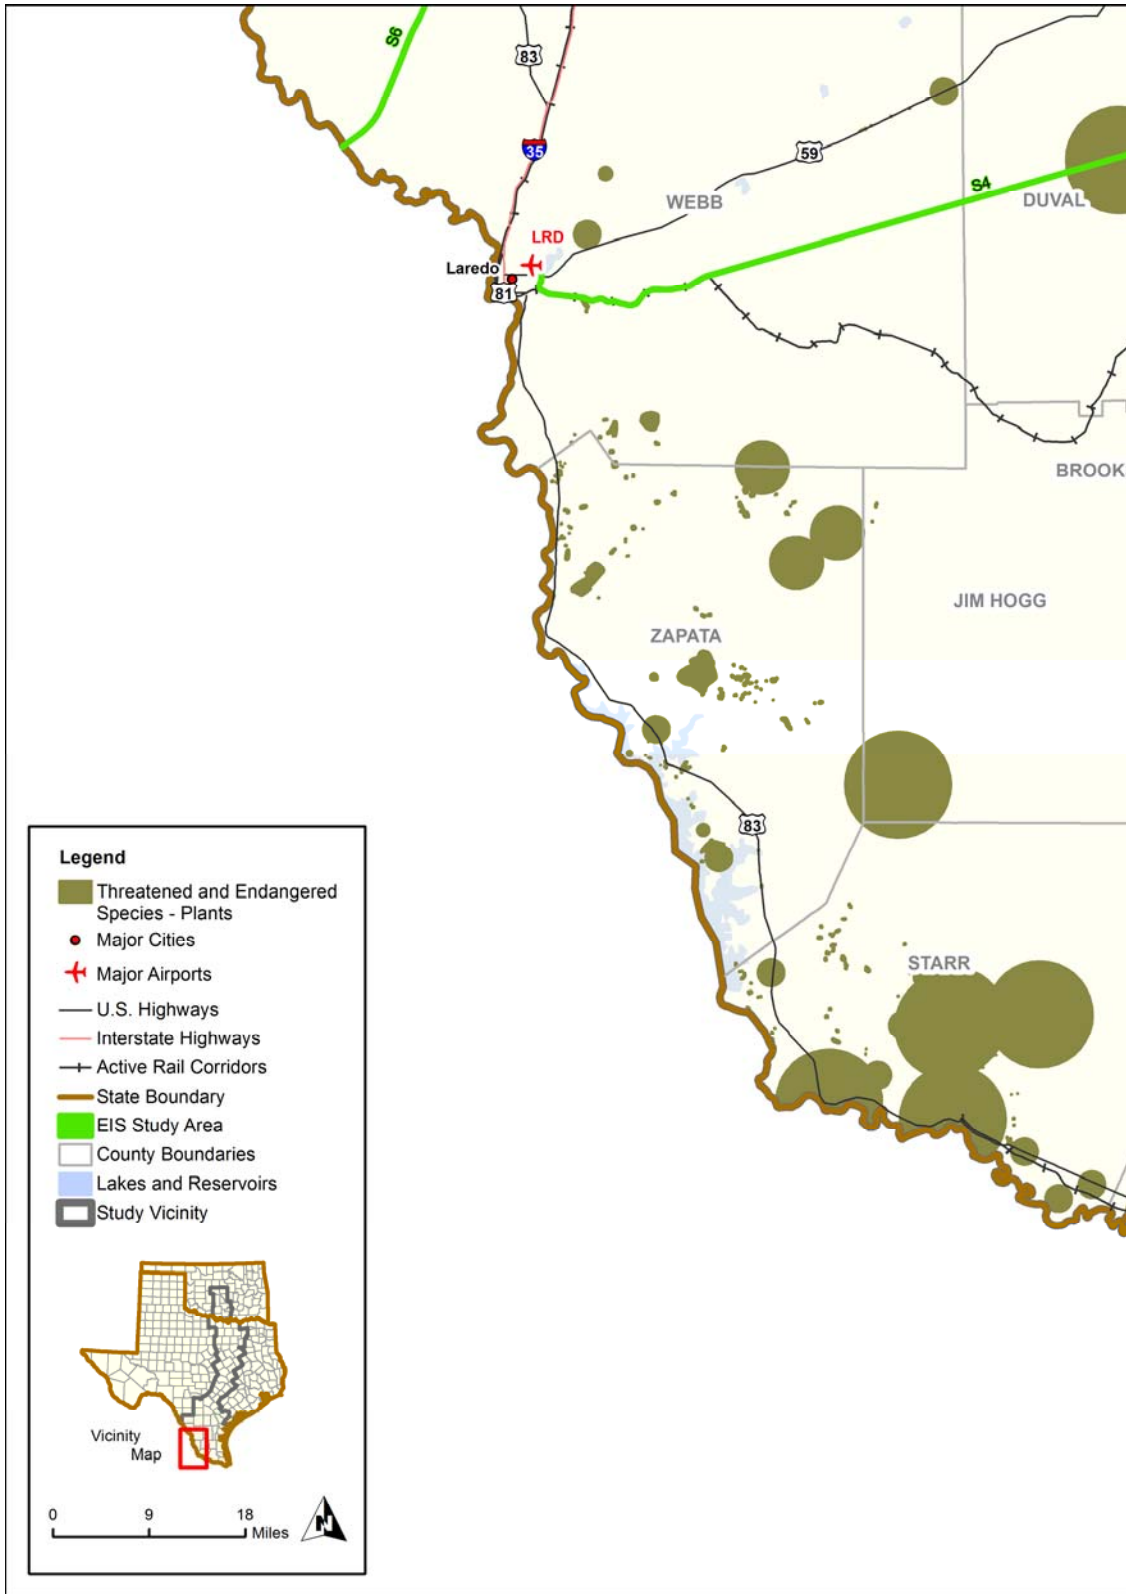 S6
83
35
59
WEBB
S4
DUVAL
LRD
Laredo
81
BROOK
JIM HOGG
ZAPATA
83
STARR
Legend
Threatened and Endangered
Species - Plants
Major Cities
Major Airports
U.S. Highways
Interstate Highways
Active Rail Corridors
State Boundary
EIS Study Area
County Boundaries
Lakes and Reservoirs
Study Vicinity
Vicinity
Map
0 9 18
Miles
N